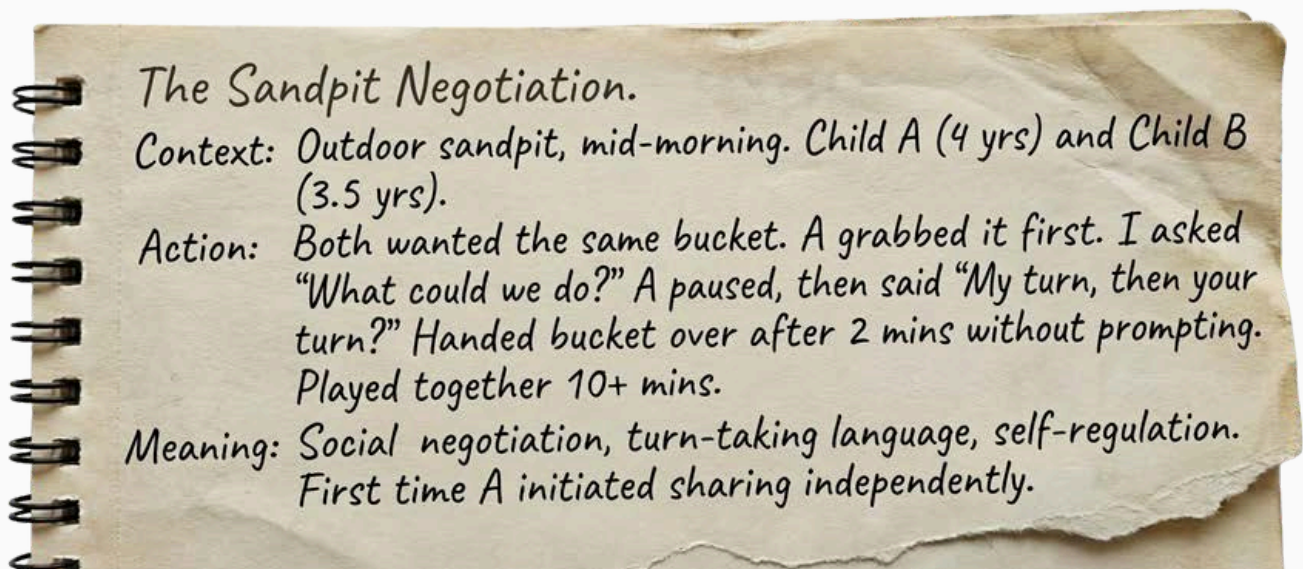 The Sandpit Negotiation.
Context: Outdoor sandpit, mid-morning. Child A (4 yrs) and Child B
(3.5 yrs).
Action: Both wanted the same bucket. A grabbed it first. I asked
“What could we do?” A paused, then said “My turn, then your
turn?” Handed bucket over after 2 mins without prompting.
Played together 10+ mins.
Meaning: Social negotiation, turn-taking language, self-regulation.
First time A initiated sharing independently.